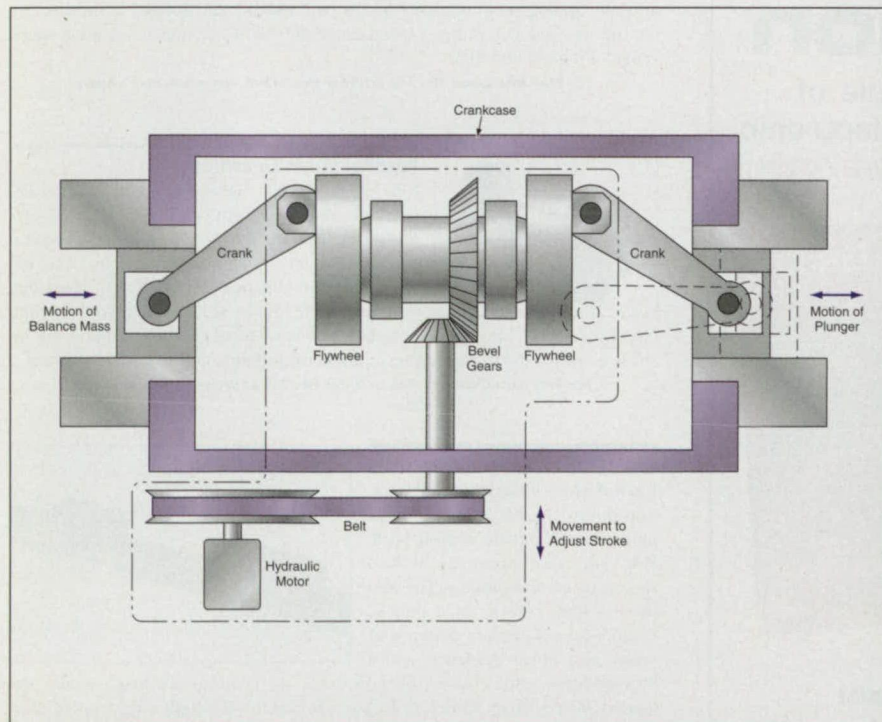 Crankcase
Crank
Crank
Motion of
Balance Mass
Motion of
Plunger
Flywheel
Bevel
Gears
Flywheel
Belt
Movement to
Adjust Stroke
Hydraulic
Motor